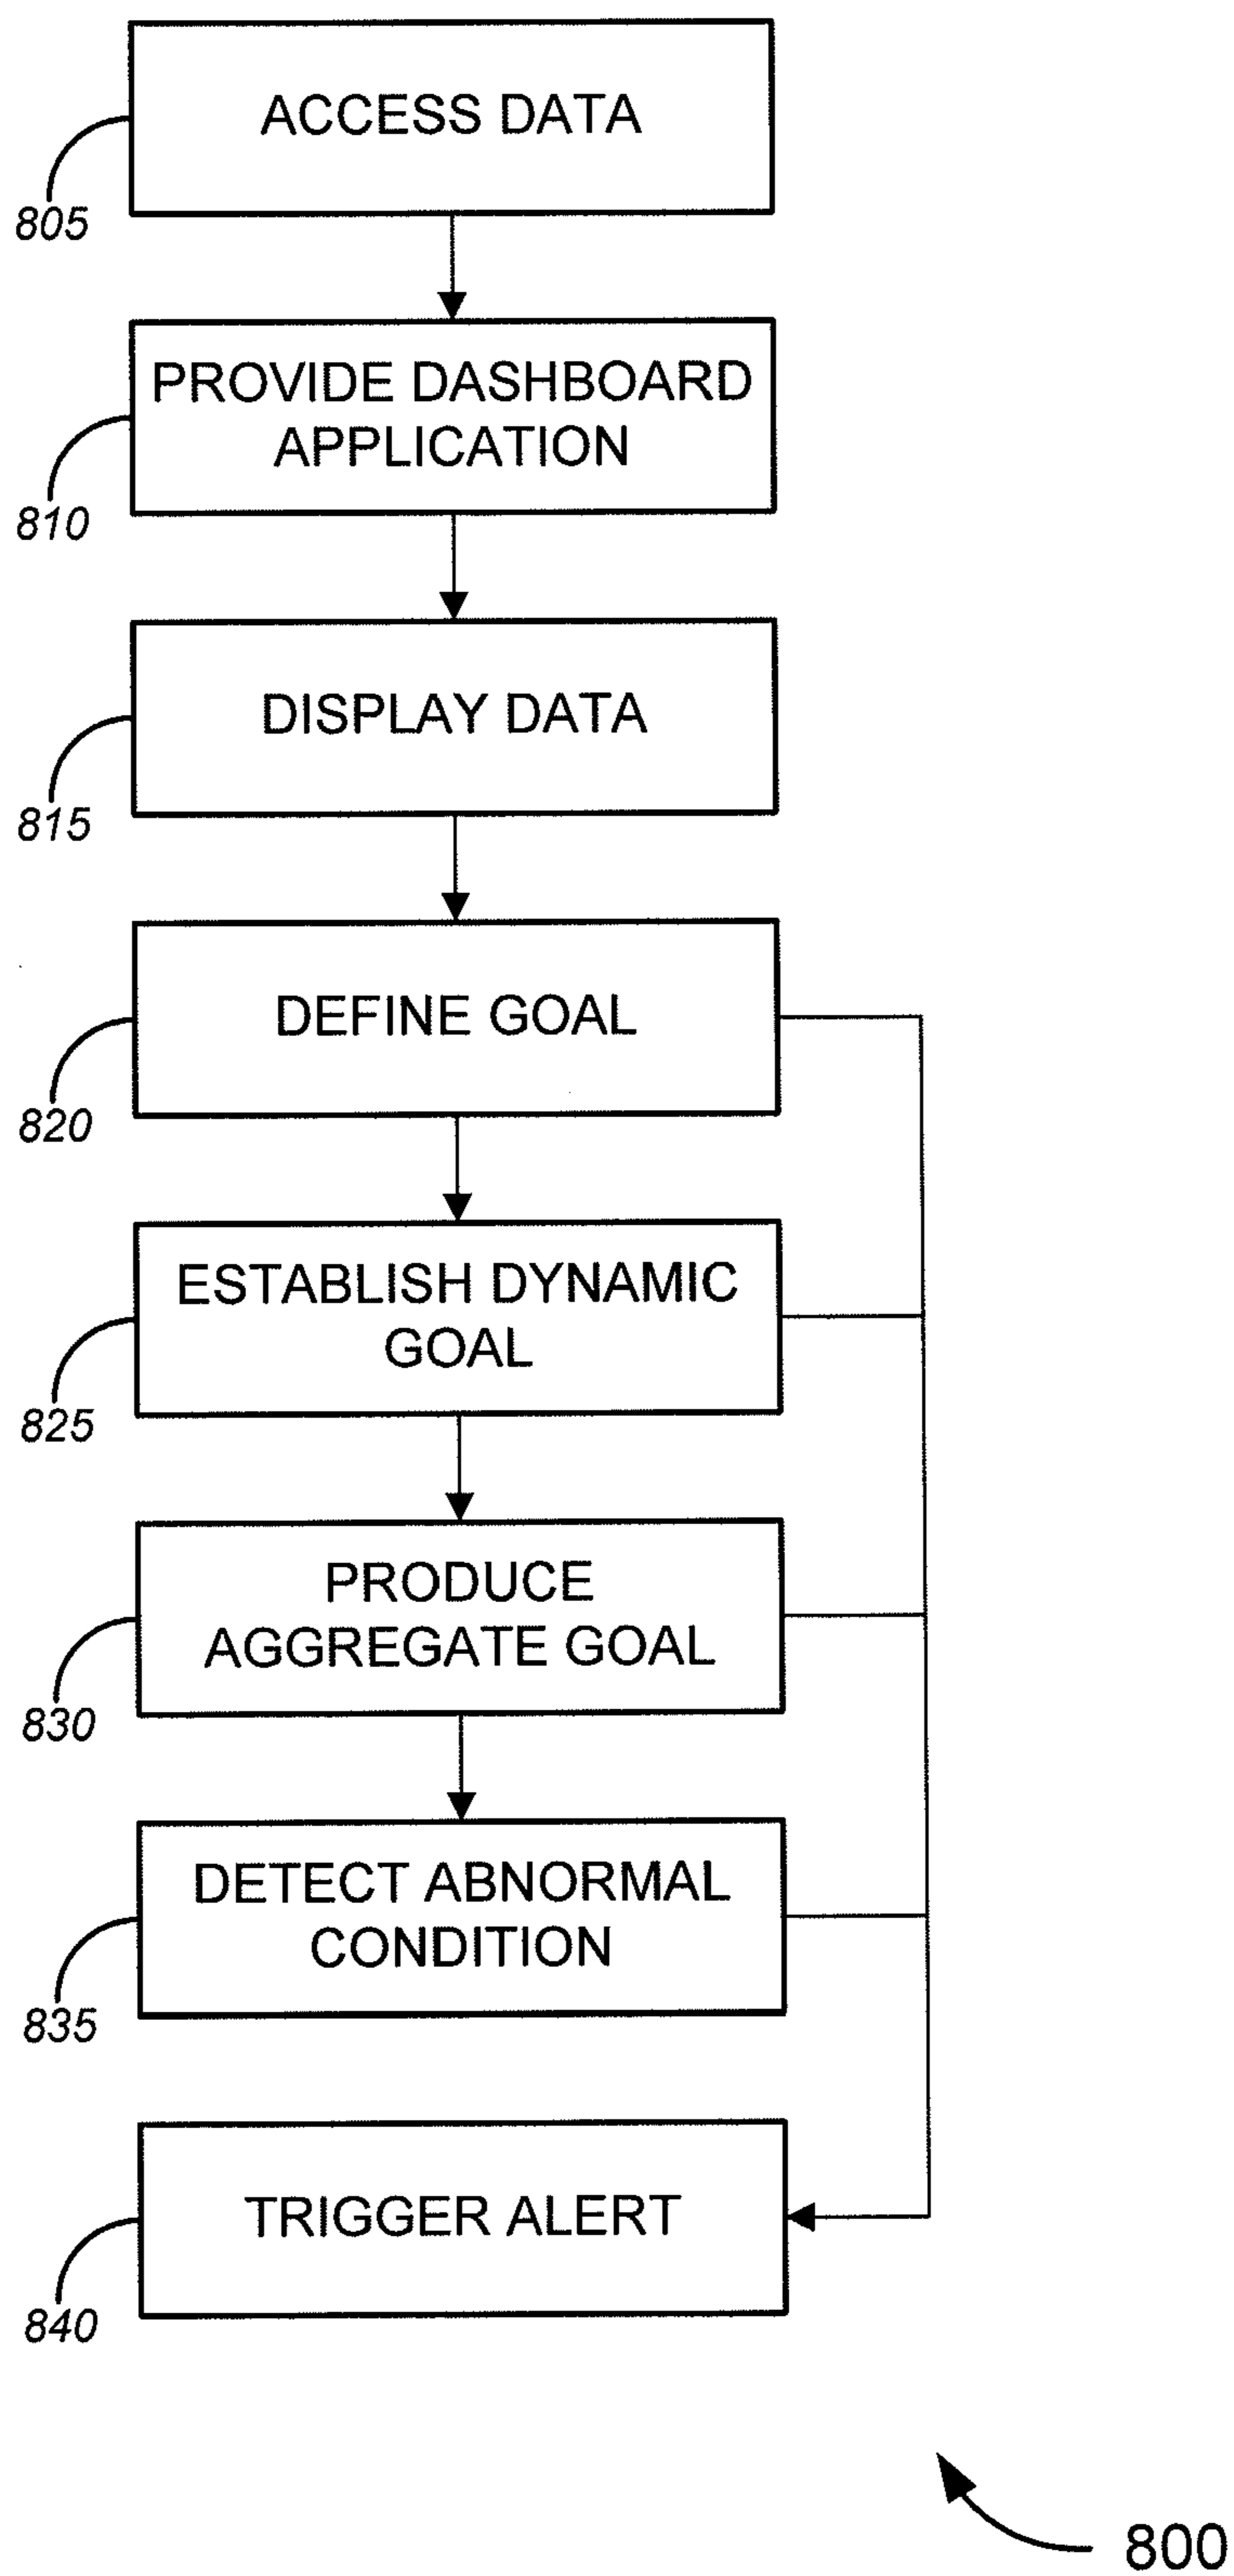 ACCESS DATA
805
PROVIDE DASHBOARD
APPLICATION
810
DISPLAY DATA
815
DEFINE GOAL
820
ESTABLISH DYNAMIC
GOAL
825
PRODUCE
AGGREGATE GOAL
830
DETECT ABNORMAL
CONDITION
835
TRIGGER ALERT
840
800